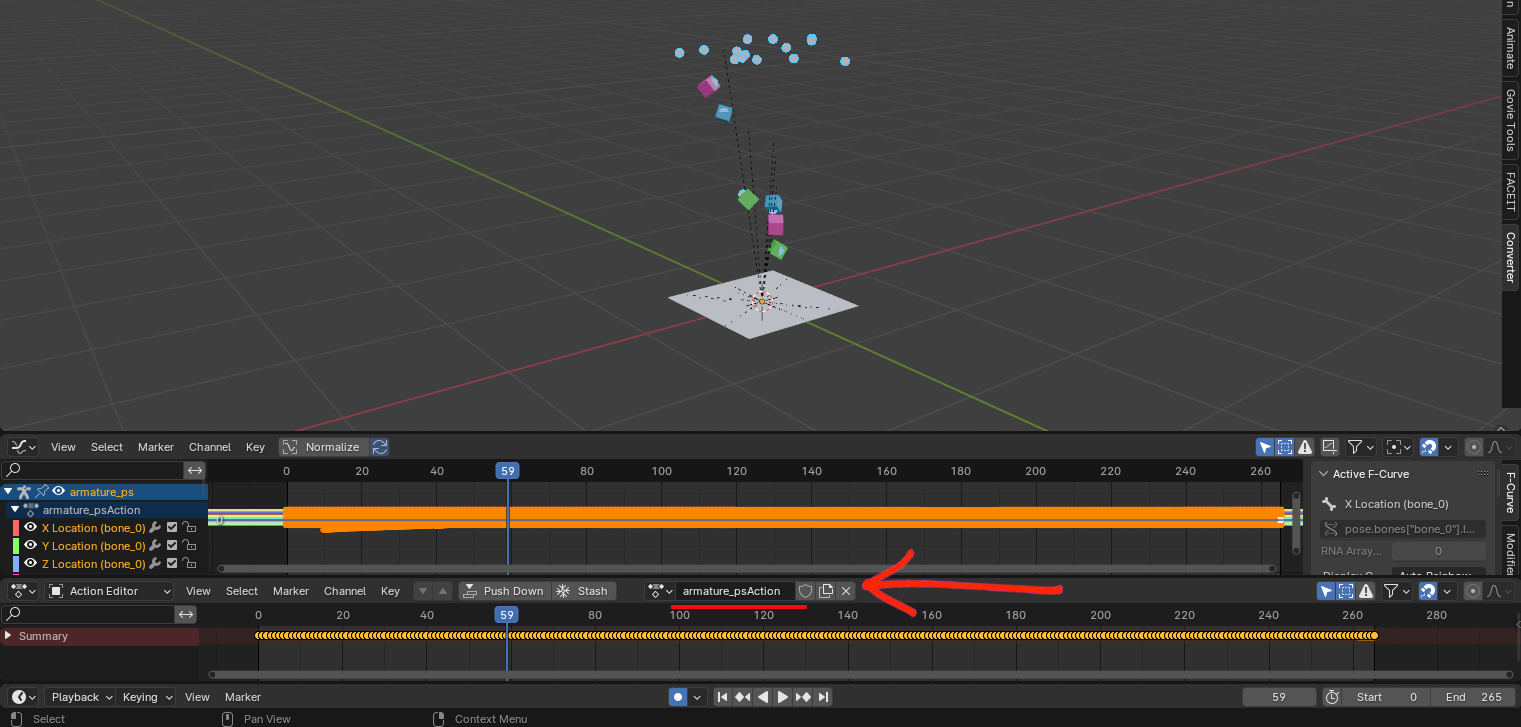 n
Animate
Govie Tools
FACEIT
Converter
View Select Marker Channel Key Normalize
0 20 40 59 80 100 120 140 160 180 200 220 240 260
Active F-Curve
F-Curve
armature_ps
armature_psAction
X Location (bone_0)
X Location (bone_0)
pose.bones["bone_0"].l...
Y Location (bone_0)
RNA Array... 0
Z Location (bone_0)
Modifie
Action Editor View Select Marker Channel Key Push Down Stash armature_psAction
0 20 40 59 80 100 120 140 160 180 200 220 240 260 280
Summary
Playback Keying View Marker 59 Start 0 End 265
Select Pan View Context Menu